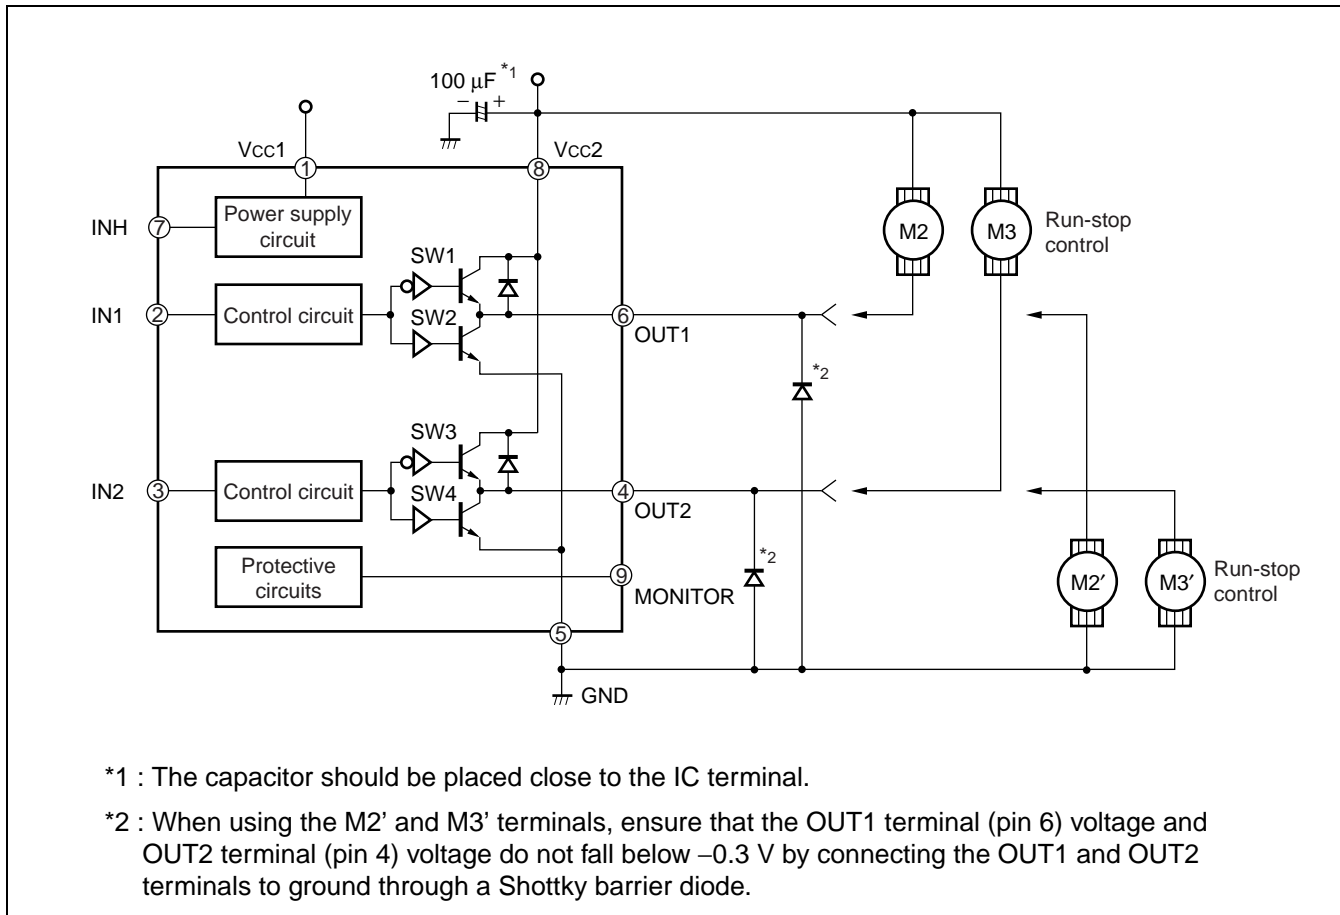 100 µF *1
− +
VCC1
1
8
VCC2
INH
7
Power supply
circuit
M2
M3
Run-stop
control
SW1
IN1
2
Control circuit
SW2
6
OUT1
*2
SW3
IN2
3
Control circuit
SW4
4
OUT2
*2
Protective
circuits
9
MONITOR
M2′
M3′
Run-stop
control
5
GND
*1 : The capacitor should be placed close to the IC terminal.
*2 : When using the M2’ and M3’ terminals, ensure that the OUT1 terminal (pin 6) voltage and
OUT2 terminal (pin 4) voltage do not fall below −0.3 V by connecting the OUT1 and OUT2
terminals to ground through a Shottky barrier diode.